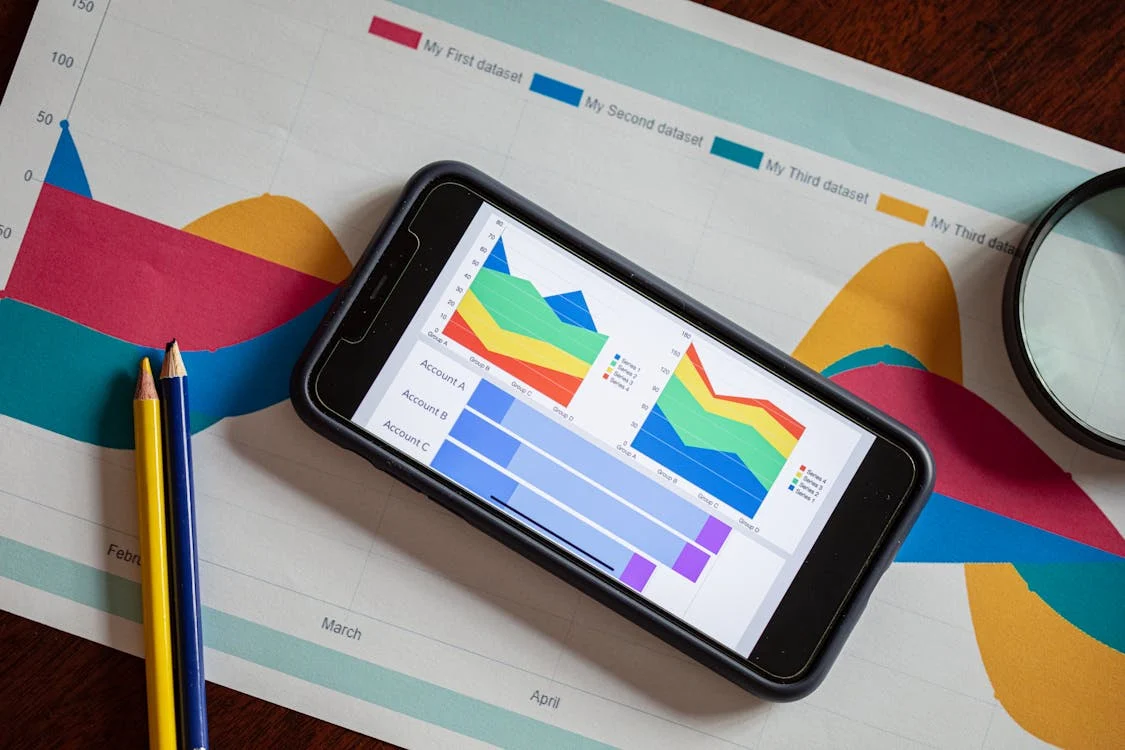 150
100
50
0
50
My First dataset
My Second dataset
My Third dataset
My Third data
Febru
March
April
80
70
60
50
40
30
20
10
0
Group A
Group B
Group C
Group D
Series 1
Series 2
Series 3
Series 4
180
150
120
90
60
30
0
Group A
Group B
Group C
Group D
Series 4
Series 3
Series 2
Series 1
Account A
Account B
Account C